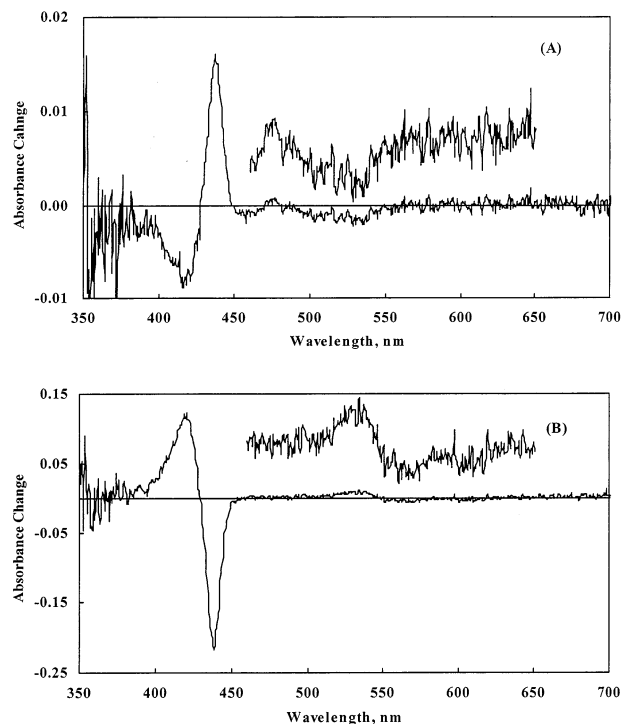 0.02
(A)
0.01
Absorbance Cahnge
0.00
-0.01
350 400 450 500 550 600 650 700
Wavelength, nm
0.15
(B)
0.05
Absorbance Change
-0.05
-0.15
-0.25
350 400 450 500 550 600 650 700
Wavelength, nm